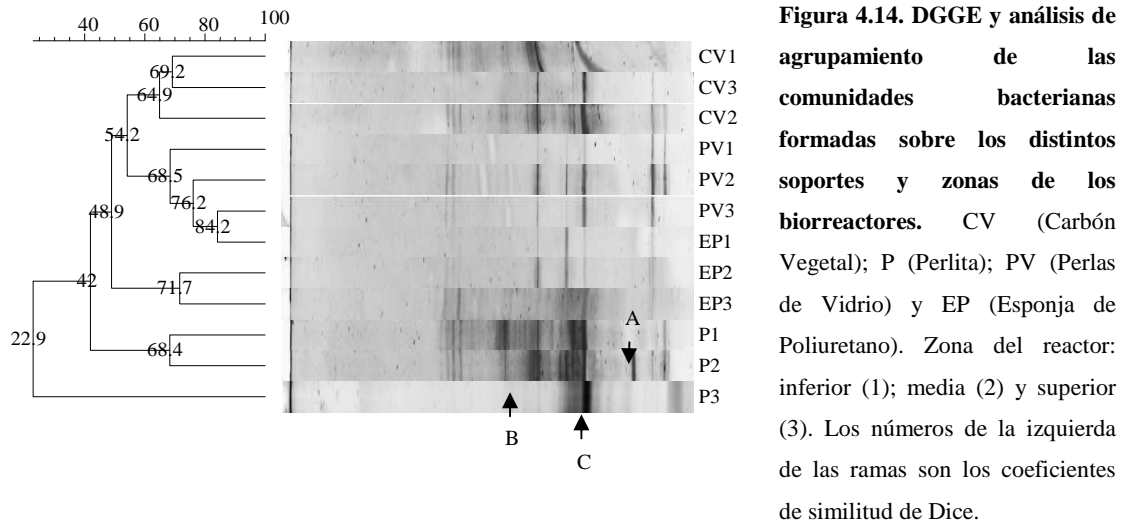 40 60 80 100
69.2
64.9
54.2
68.5
76.2
84.2
48.9
42
71.7
22.9
68.4
CV1
CV3
CV2
PV1
PV2
PV3
EP1
EP2
EP3
P1
P2
P3
A
B
C
Figura 4.14. DGGE y análisis de
agrupamiento de las
comunidades bacterianas
formadas sobre los distintos
soportes y zonas de los
biorreactores. CV (Carbón
Vegetal); P (Perlita); PV (Perlas
de Vidrio) y EP (Esponja de
Poliuretano). Zona del reactor:
inferior (1); media (2) y superior
(3). Los números de la izquierda
de las ramas son los coeficientes
de similitud de Dice.